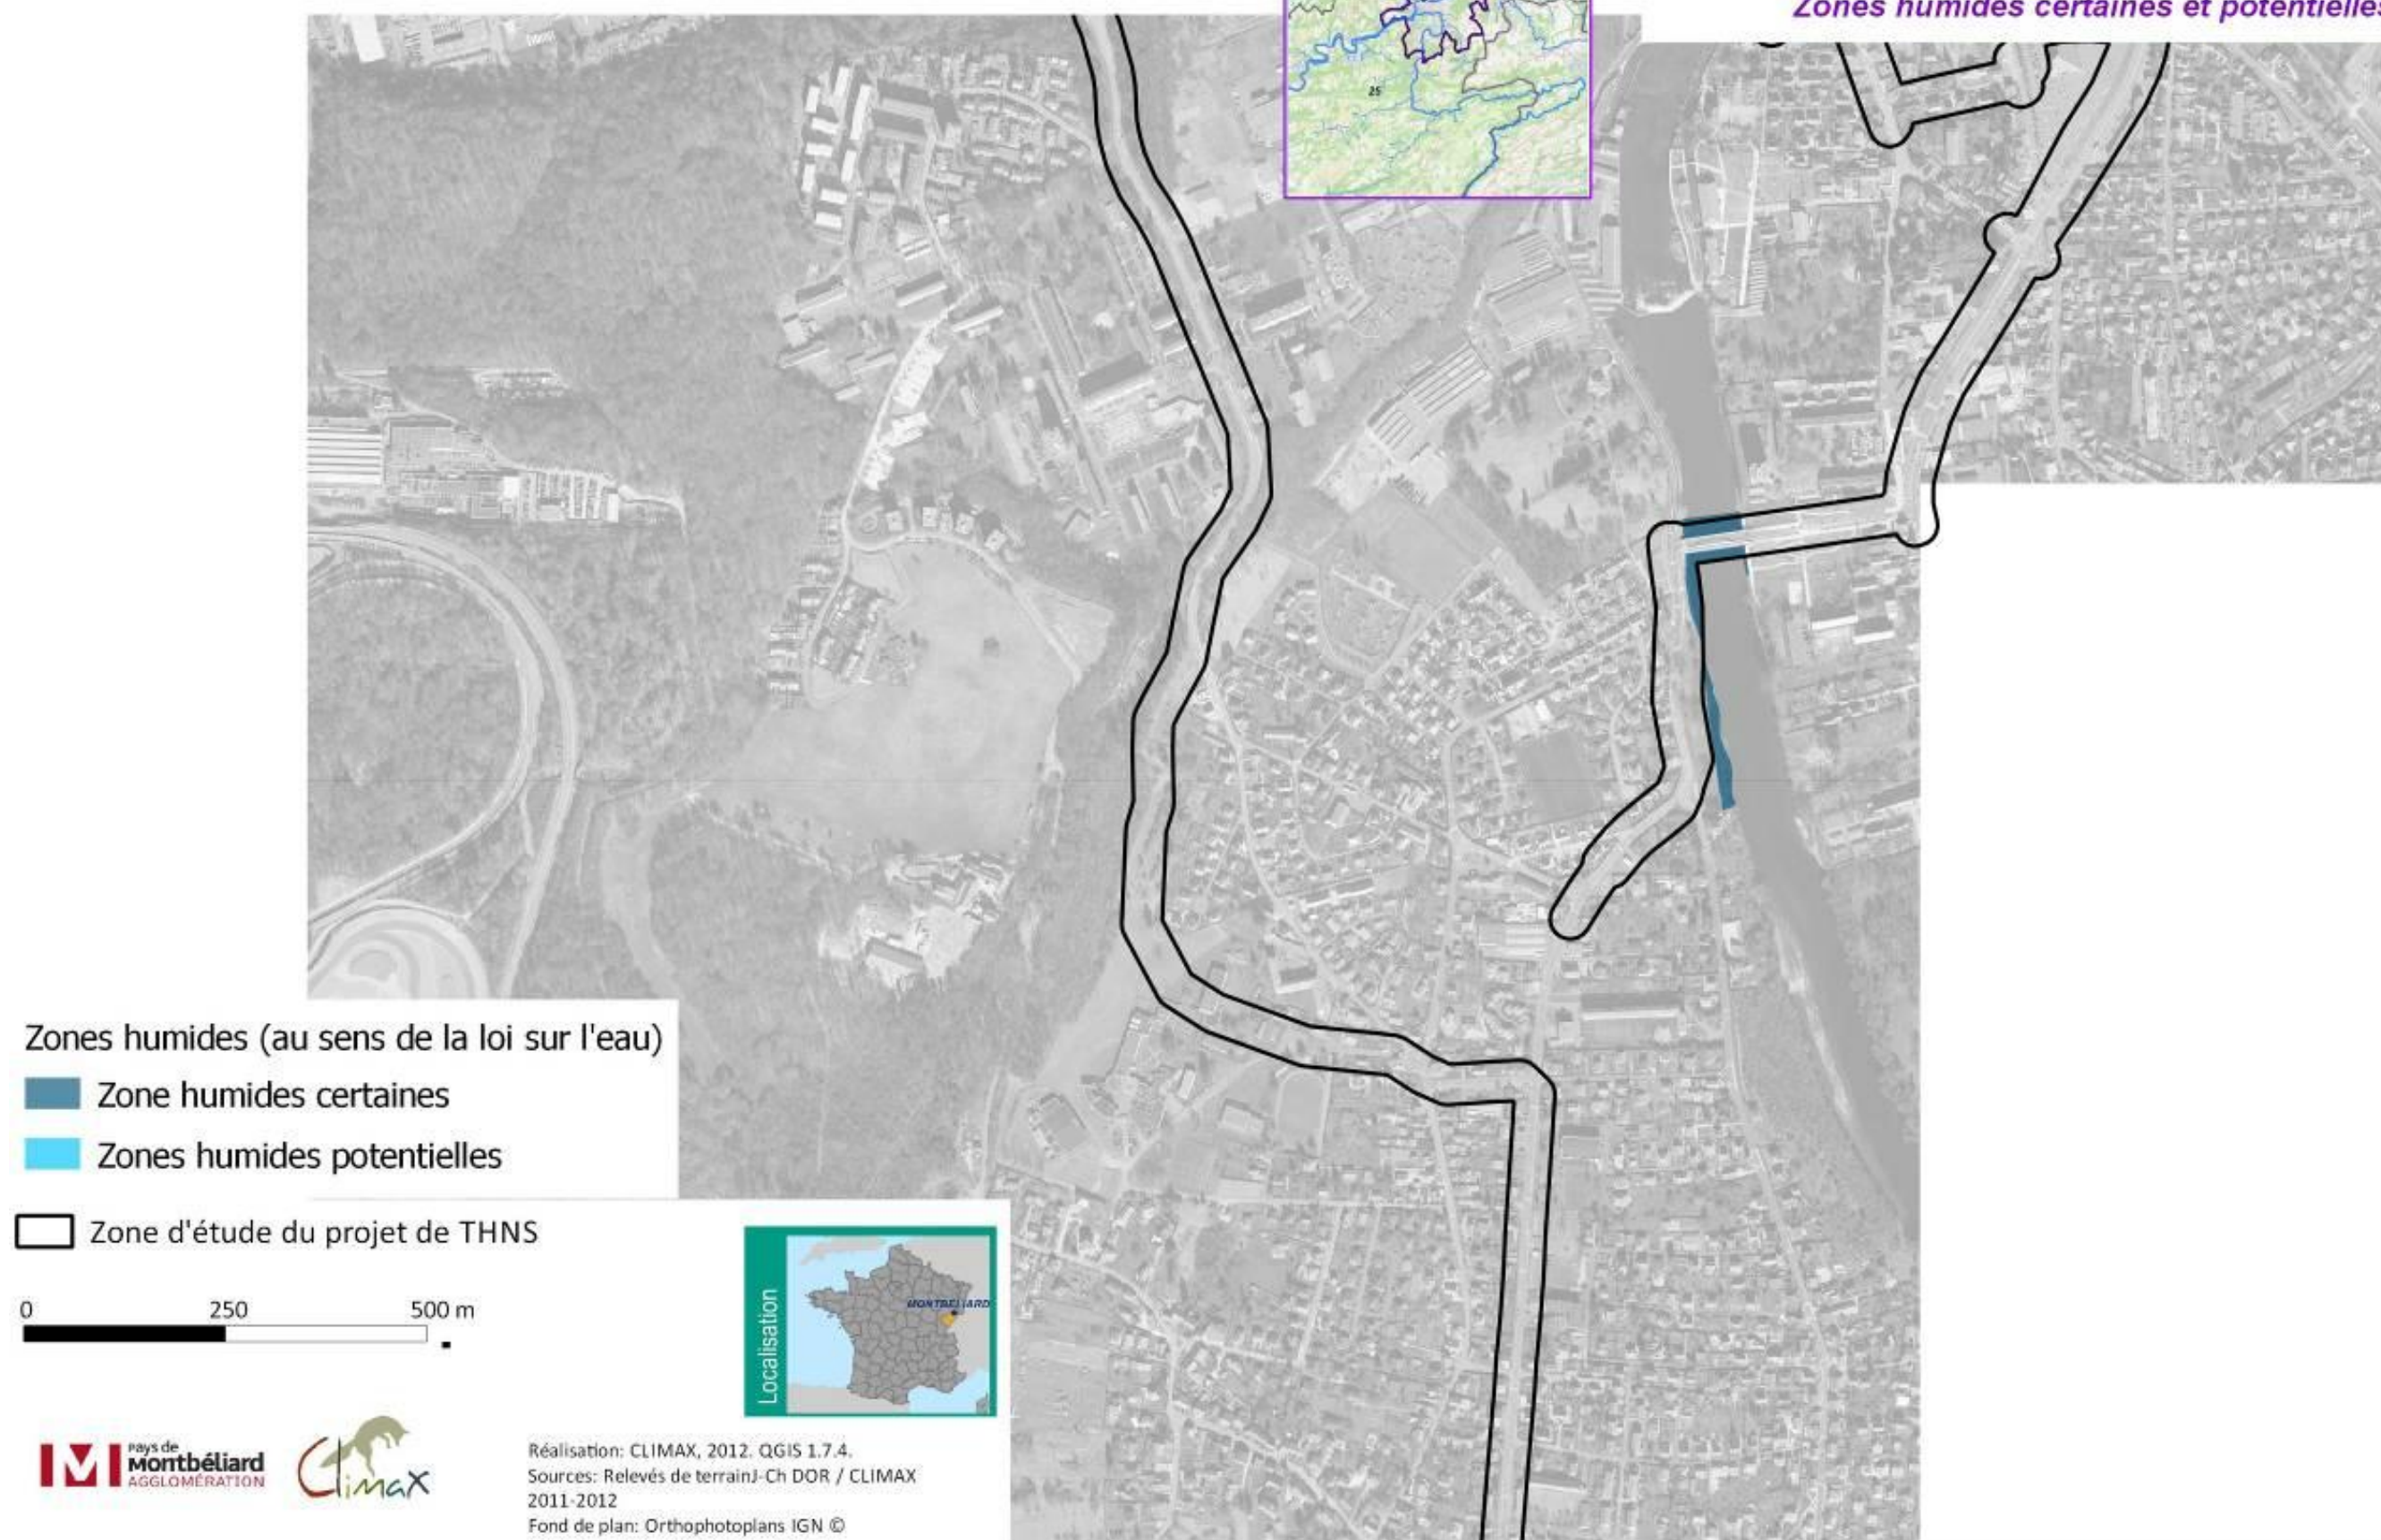 Zones humides certaines et potentielles
25
Zones humides (au sens de la loi sur l'eau)
Zone humides certaines
Zones humides potentielles
Zone d'étude du projet de THNS
0 250 500 m
Localisation
MONTBELIARD
Pays de
Montbéliard
AGGLOMÉRATION
Climax
Réalisation: CLIMAX, 2012. QGIS 1.7.4.
Sources: Relevés de terrainJ-Ch DOR / CLIMAX
2011-2012
Fond de plan: Orthophotoplans IGN ©